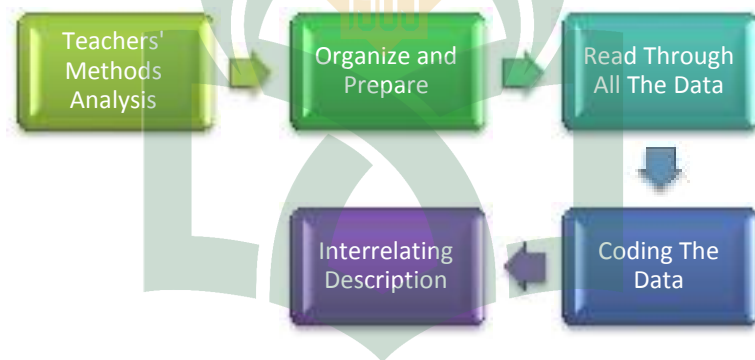 Teachers'
Methods
Analysis
Organize and
Prepare
Read Through
All The Data
Coding The
Data
Interrelating
Description